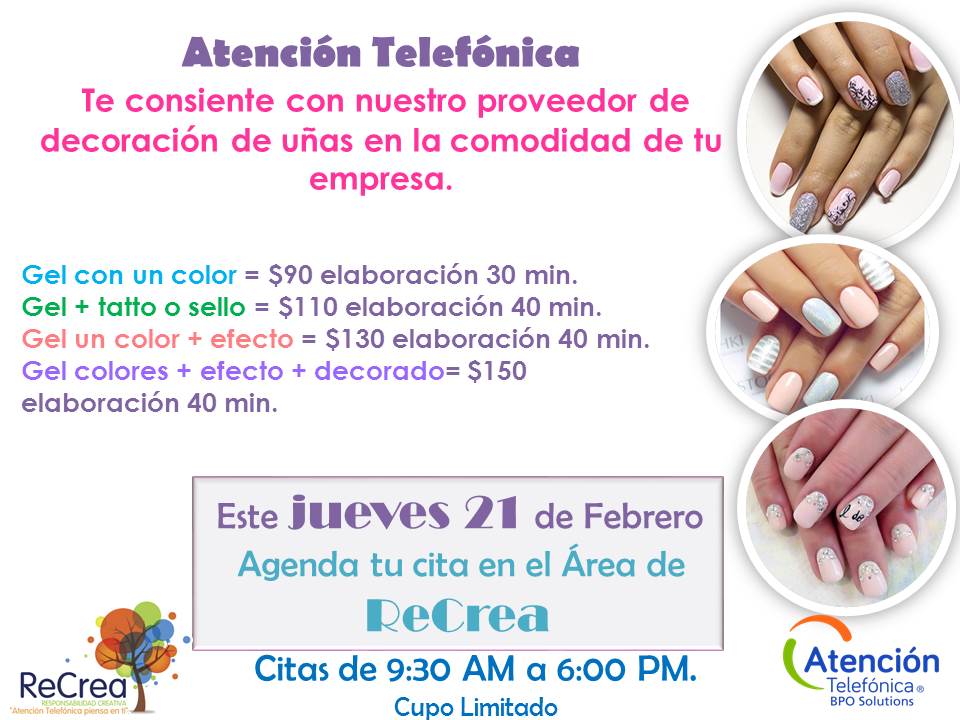 Atención Telefónica
Te consiente con nuestro proveedor de
decoración de uñas en la comodidad de tu
empresa.
Gel con un color = $90 elaboración 30 min.
Gel + tatto o sello = $110 elaboración 40 min.
Gel un color + efecto = $130 elaboración 40 min.
Gel colores + efecto + decorado= $150
elaboración 40 min.
Este jueves 21 de Febrero
Agenda tu cita en el Área de
ReCrea
Citas de 9:30 AM a 6:00 PM.
Cupo Limitado
ReCrea
RESPONSABILIDAD CREATIVA
"Atención Telefónica piensa en ti"
Atención
Telefónica®
BPO Solutions